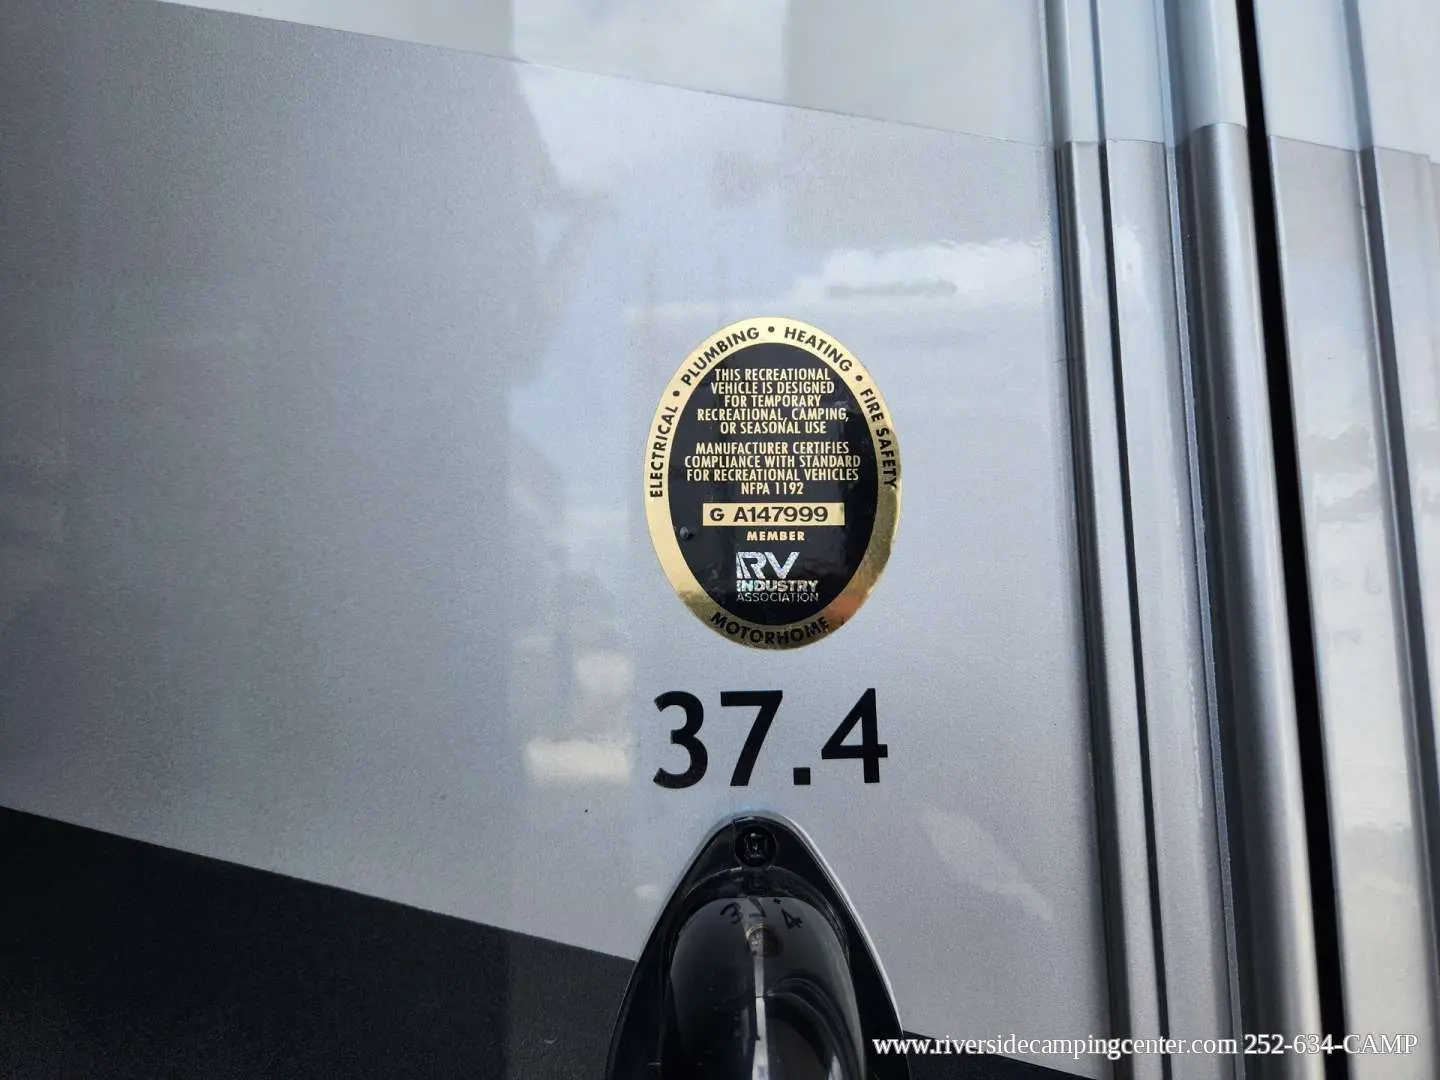 ELECTRICAL • PLUMBING • HEATING • FIRE SAFETY
THIS RECREATIONAL
VEHICLE IS DESIGNED
FOR TEMPORARY
RECREATIONAL, CAMPING,
OR SEASONAL USE
MANUFACTURER CERTIFIES
COMPLIANCE WITH STANDARD
FOR RECREATIONAL VEHICLES
NFPA 1192
G A147999
MEMBER
RV
INDUSTRY
ASSOCIATION
MOTORHOME
37.4
37.4
www.riversidecampingcenter.com 252-634-CAMP